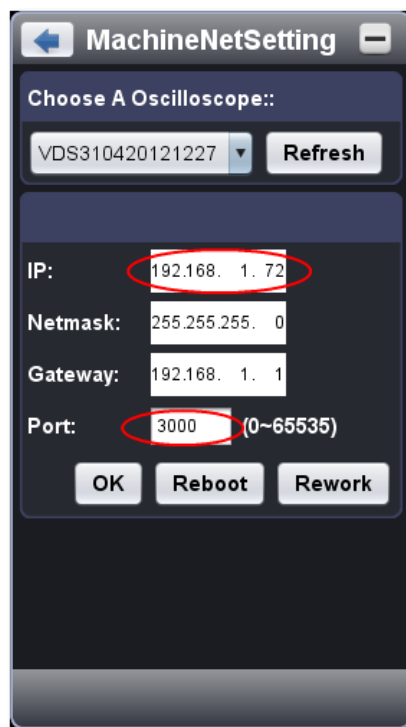 MachineNetSetting
Choose A Oscilloscope::
VDS310420121227 Refresh
IP: 192.168. 1. 72
Netmask: 255.255.255. 0
Gateway: 192.168. 1. 1
Port: 3000 (0~65535)
OK Reboot Rework